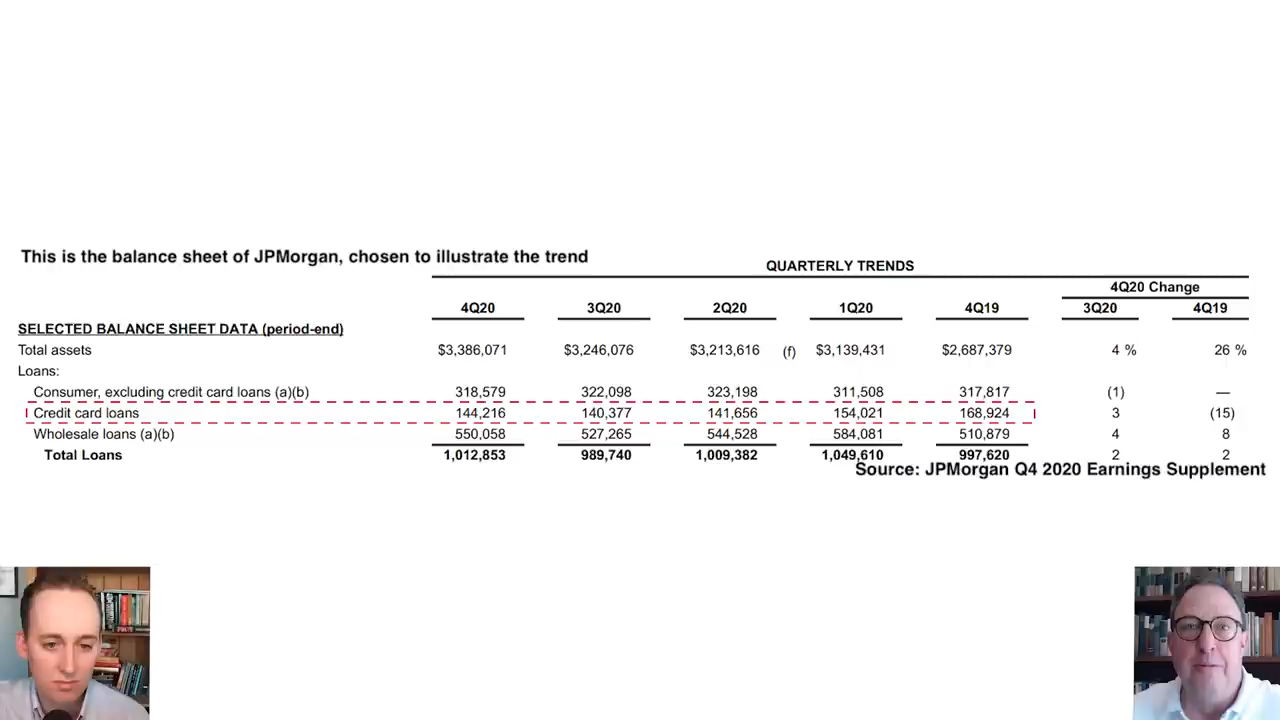 This is the balance sheet of JPMorgan, chosen to illustrate the trend
QUARTERLY TRENDS
4Q20 Change
4Q20 3Q20 2Q20 1Q20 4Q19 3Q20 4Q19
SELECTED BALANCE SHEET DATA (period-end)
Total assets $3,386,071 $3,246,076 $3,213,616 (f) $3,139,431 $2,687,379 4 % 26 %
Loans:
Consumer, excluding credit card loans (a)(b) 318,579 322,098 323,198 311,508 317,817 (1) —
Credit card loans 144,216 140,377 141,656 154,021 168,924 3 (15)
Wholesale loans (a)(b) 550,058 527,265 544,528 584,081 510,879 4 8
Total Loans 1,012,853 989,740 1,009,382 1,049,610 997,620 2 2
Source: JPMorgan Q4 2020 Earnings Supplement